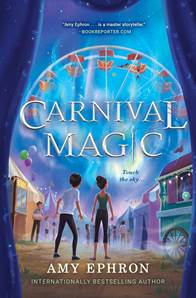 "Amy Ephron . . . is a master storyteller."
—BOOKREPORTER.COM
CARNIVAL
MAGIC
Touch
the sky . . .
AMY EPHRON
INTERNATIONALLY BESTSELLING AUTHOR